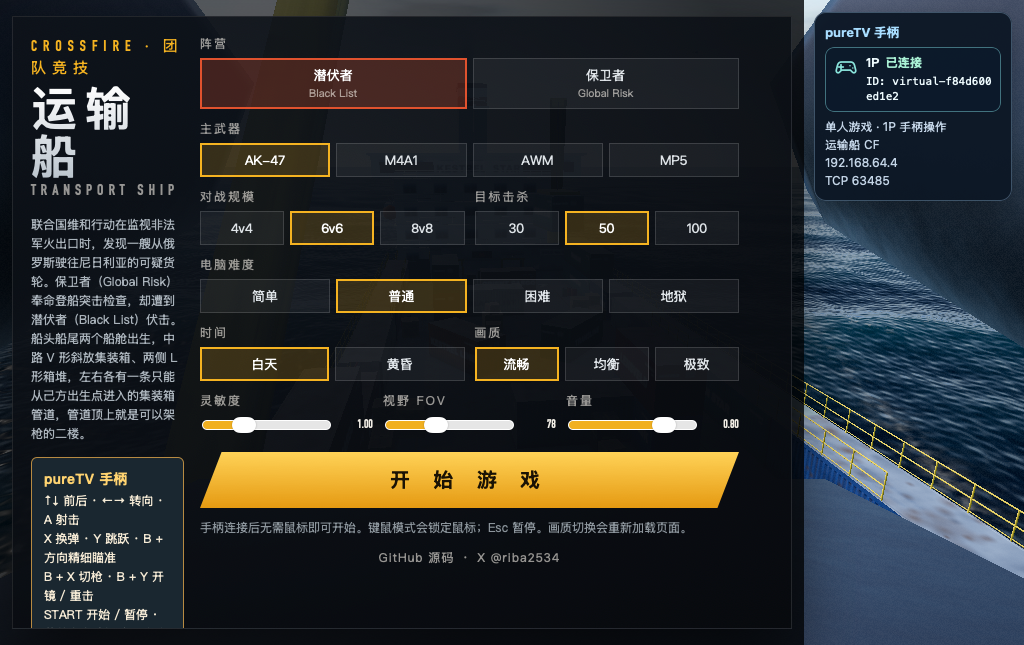 CROSSFIRE · 团
队竞技
运输
船
TRANSPORT SHIP
联合国维和行动在监视非法
军火出口时，发现一艘从俄
罗斯驶往尼日利亚的可疑货
轮。保卫者（Global Risk）
奉命登船突击检查，却遭到
潜伏者（Black List）伏击。
船头船尾两个船舱出生，中
路 V 形斜放集装箱、两侧 L
形箱堆，左右各有一条只能
从己方出生点进入的集装箱
管道，管道顶上就是可以架
枪的二楼。
pureTV 手柄
↑↓ 前后 · ←→ 转向 ·
A 射击
X 换弹 · Y 跳跃 · B +
方向精细瞄准
B + X 切枪 · B + Y 开
镜 / 重击
START 开始 / 暂停 ·
阵营
潜伏者
Black List
保卫者
Global Risk
主武器
AK-47
M4A1
AWM
MP5
对战规模
4v4
6v6
8v8
目标击杀
30
50
100
电脑难度
简单
普通
困难
地狱
时间
白天
黄昏
画质
流畅
均衡
极致
灵敏度
1.00
视野 FOV
78
音量
0.80
开始游戏
手柄连接后无需鼠标即可开始。键鼠模式会锁定鼠标；Esc 暂停。画质切换会重新加载页面。
GitHub 源码 · X @riba2534
pureTV 手柄
1P 已连接
ID: virtual-f84d600
ed1e2
单人游戏 · 1P 手柄操作
运输船 CF
192.168.64.4
TCP 63485